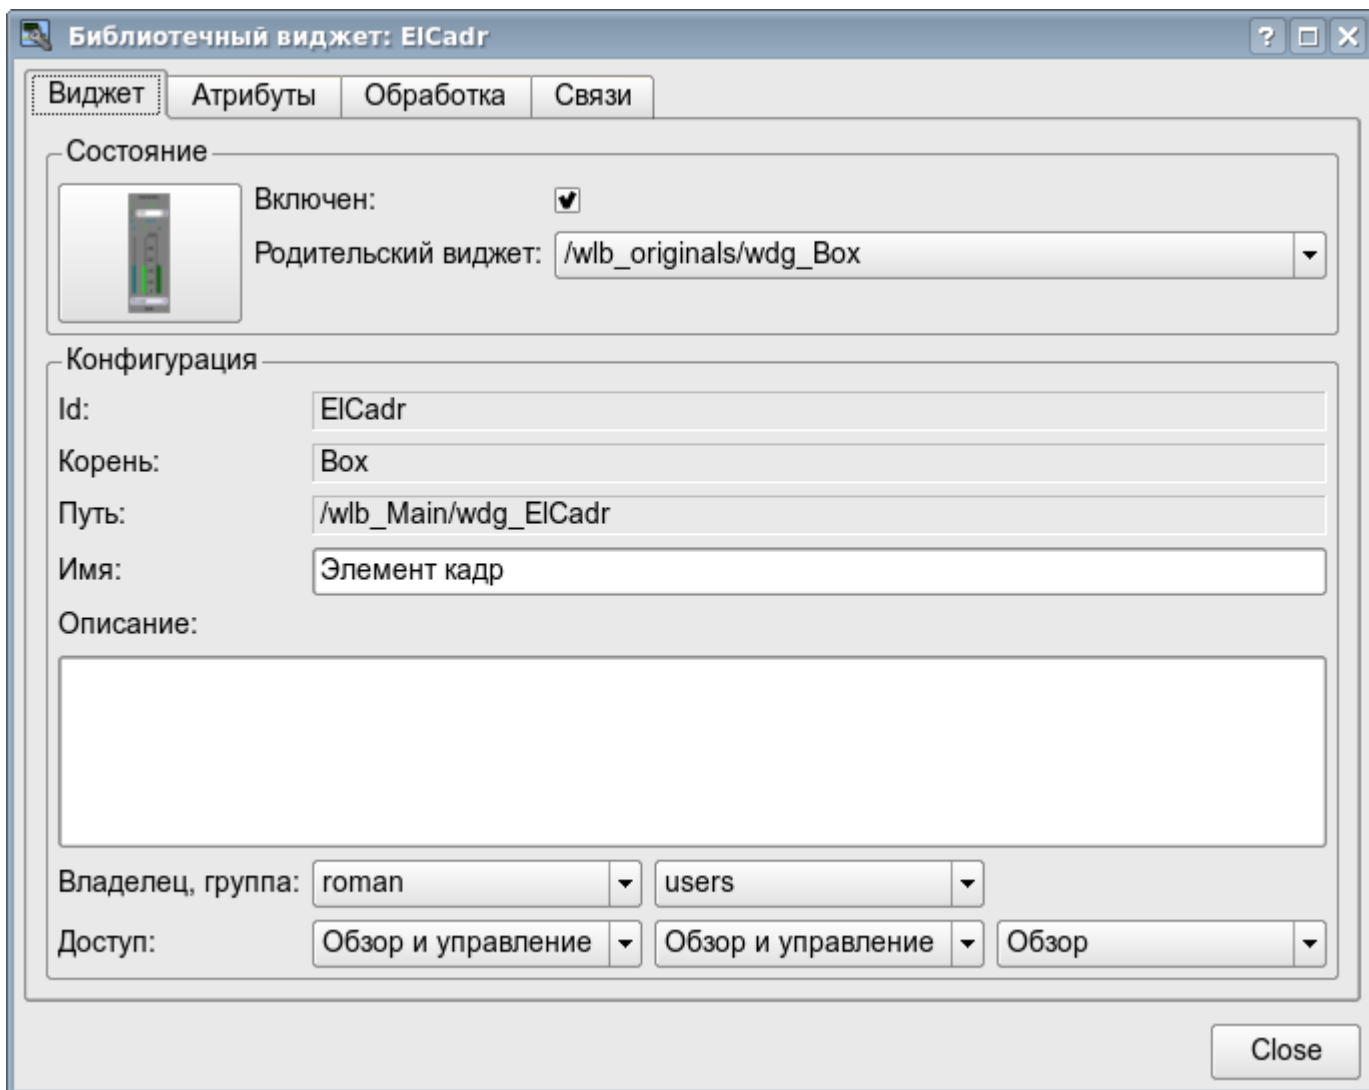 Библиотечный виджет: ElCadr
Виджет Атрибуты Обработка Связи
Состояние
Включен:
Родительский виджет: /wlb_originals/wdg_Box
Конфигурация
Id: ElCadr
Корень: Box
Путь: /wlb_Main/wdg_ElCadr
Имя: Элемент кадр
Описание:
Владелец, группа: roman users
Доступ: Обзор и управление Обзор и управление Обзор
Close